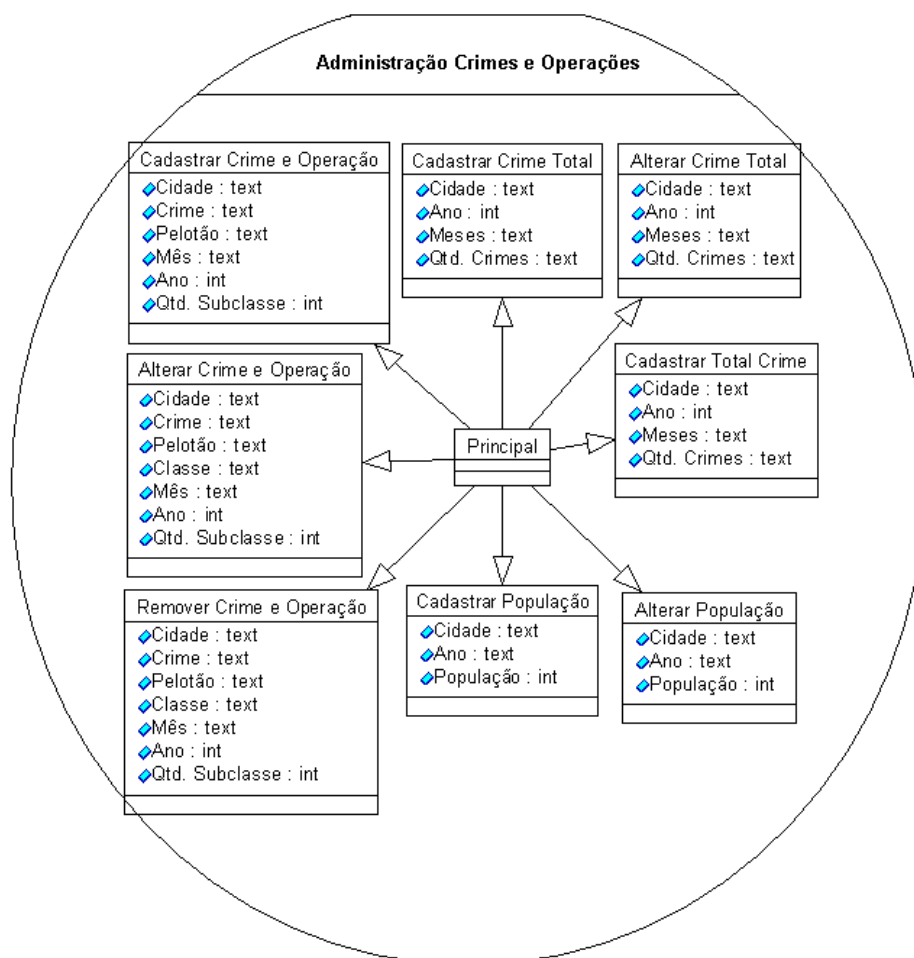 Administração Crimes e Operações
Cadastrar Crime e Operação
Cidade : text
Crime : text
Pelotão : text
Mês : text
Ano : int
Qtd. Subclasse : int
Cadastrar Crime Total
Cidade : text
Ano : int
Meses : text
Qtd. Crimes : text
Alterar Crime Total
Cidade : text
Ano : int
Meses : text
Qtd. Crimes : text
Alterar Crime e Operação
Cidade : text
Crime : text
Pelotão : text
Classe : text
Mês : text
Ano : int
Qtd. Subclasse : int
Principal
Cadastrar Total Crime
Cidade : text
Ano : int
Meses : text
Qtd. Crimes : text
Remover Crime e Operação
Cidade : text
Crime : text
Pelotão : text
Classe : text
Mês : text
Ano : int
Qtd. Subclasse : int
Cadastrar População
Cidade : text
Ano : text
População : int
Alterar População
Cidade : text
Ano : text
População : int